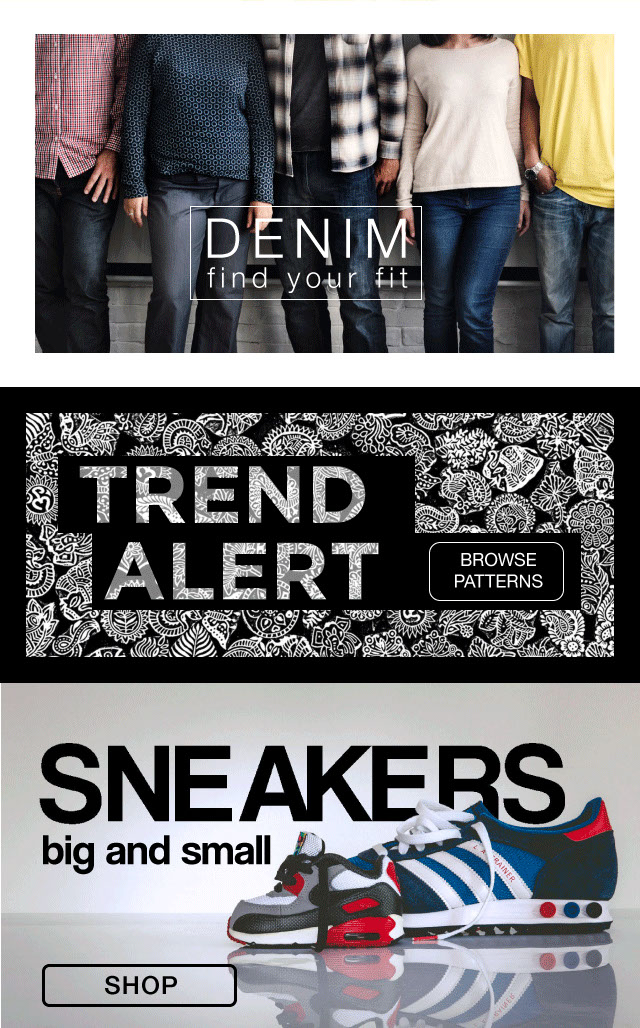 DENIM
find your fit
TREND
ALERT
BROWSE
PATTERNS
SNEAKERS
big and small
SHOP